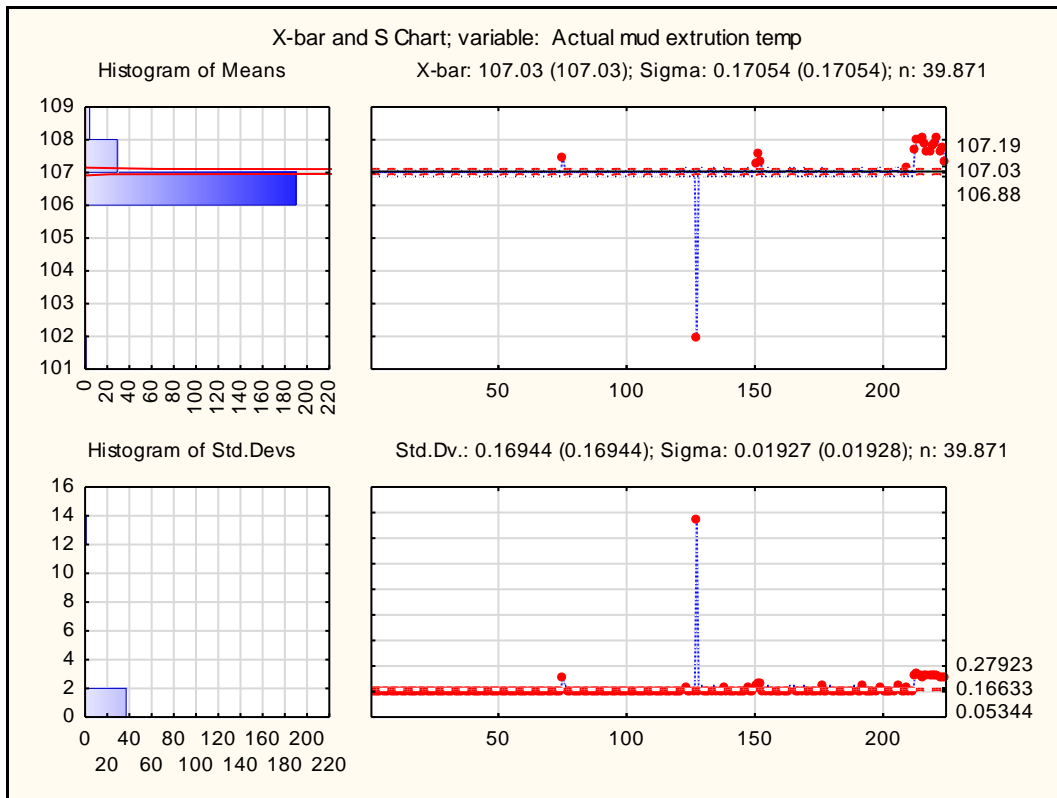 X-bar and S Chart; variable: Actual mud extrution temp
Histogram of Means
X-bar: 107.03 (107.03); Sigma: 0.17054 (0.17054); n: 39.871
109
108
107
106
105
104
103
102
101
0 20 40 60 80 100 120 140 160 180 200 220
50 100 150 200
107.19
107.03
106.88
Histogram of Std.Devs
Std.Dv.: 0.16944 (0.16944); Sigma: 0.01927 (0.01928); n: 39.871
16
14
12
10
8
6
4
2
0
0 40 80 120 160 200
20 60 100 140 180 220
50 100 150 200
0.27923
0.16633
0.05344